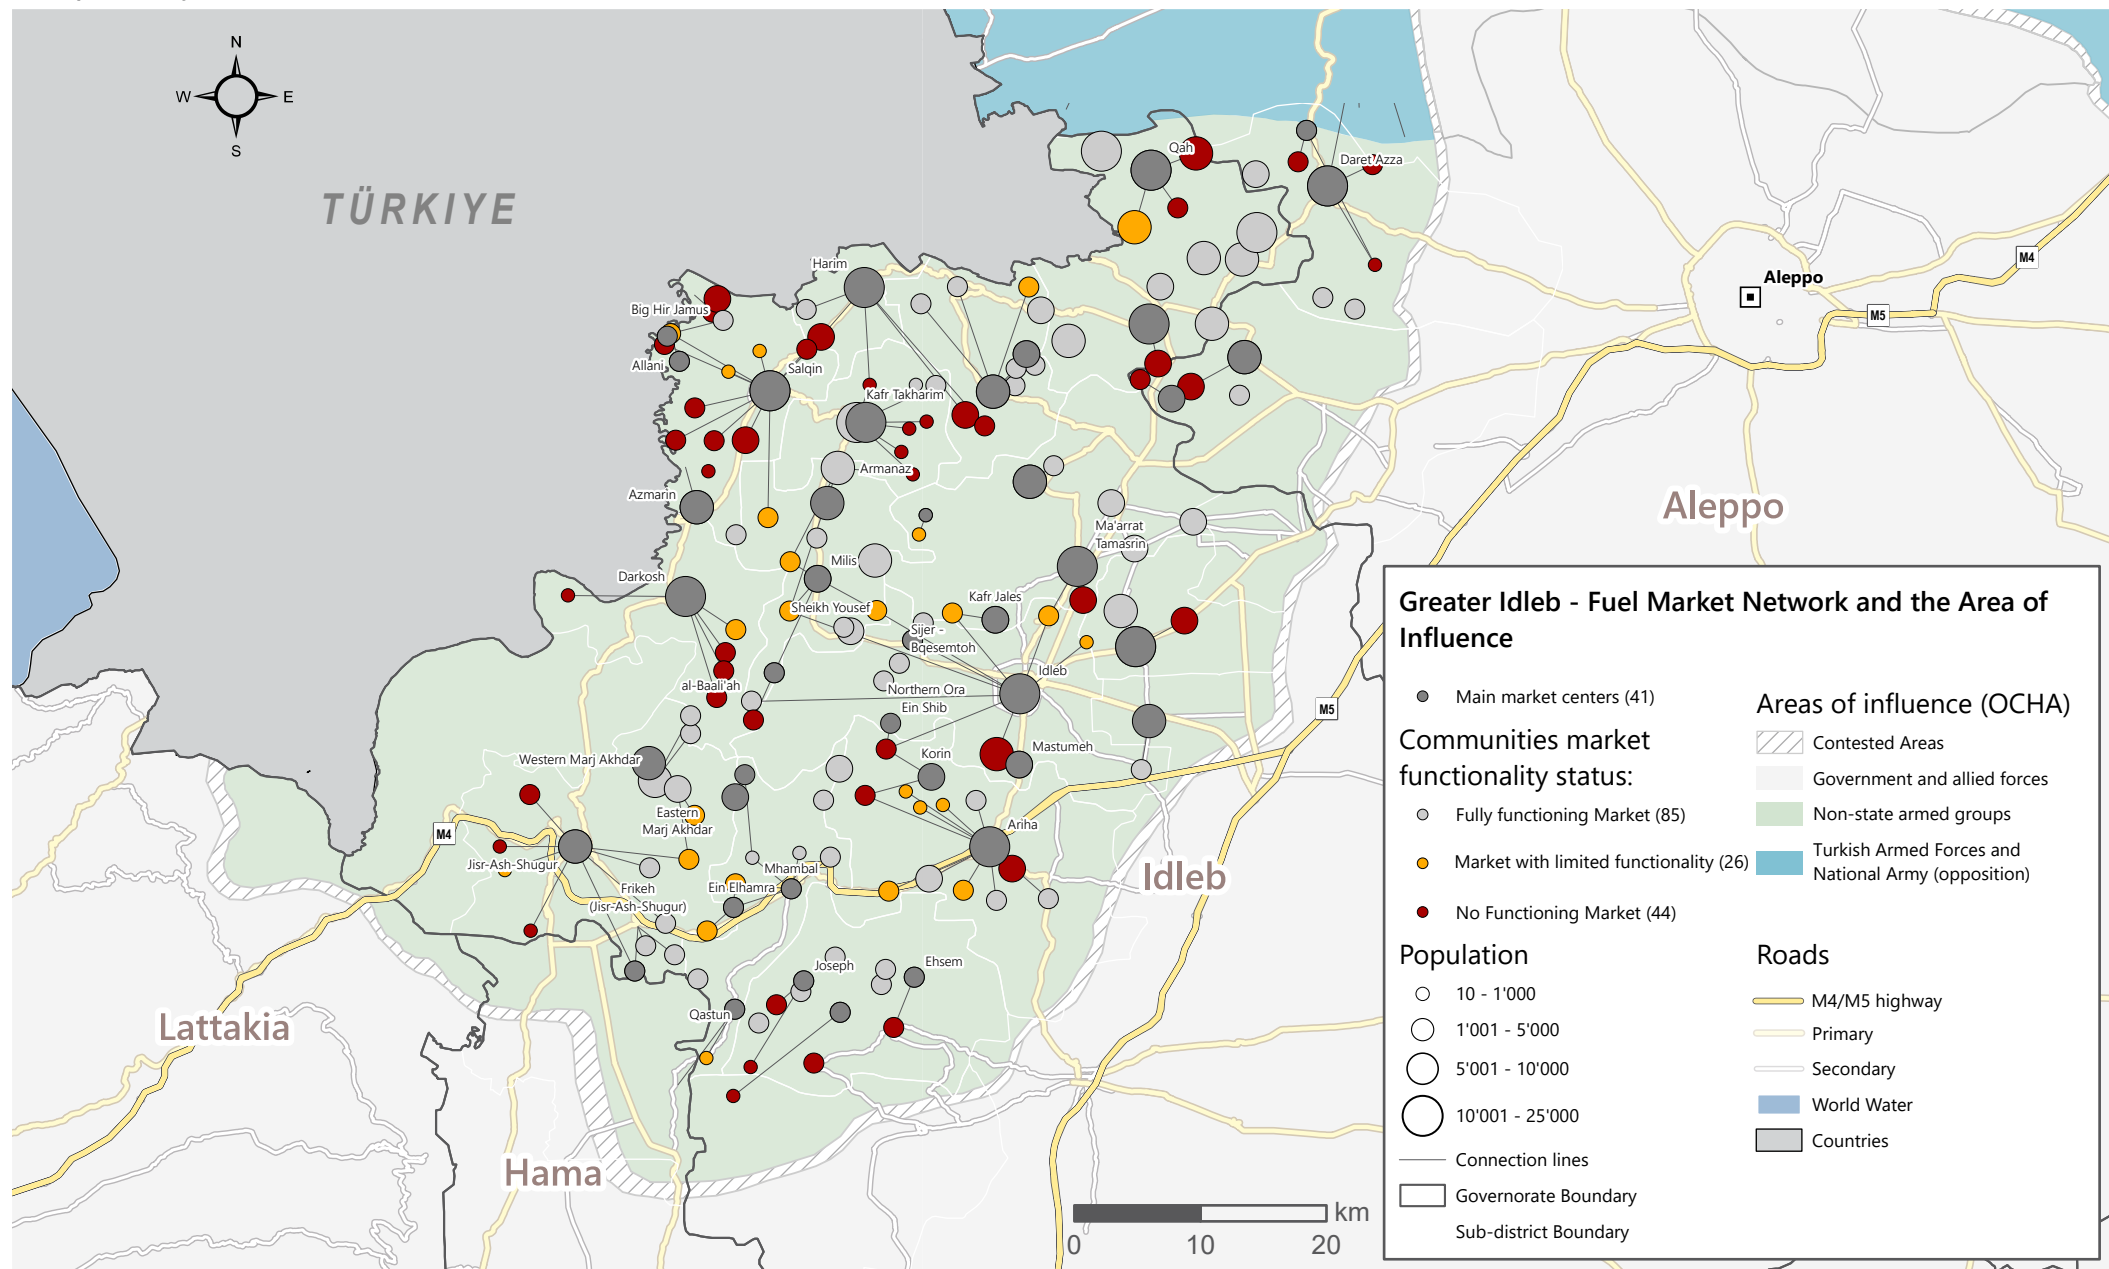 N
W
E
S
TÜRKIYE
Qah
Daret Azza
Harim
Big Hir Jamus
Allani
Salqin
Kafr Takharim
Armanaz
Azmarin
Ma'arrat
Tamasrin
Milis
Darkosh
Sheikh Yousef
Kafr Jales
Sijer -
Bqesemtoh
Idleb
al-Baali'ah
Northern Ora
Ein Shib
Western Marj Akhdar
Korin
Mastumeh
Eastern
Marj Akhdar
Ariha
Jisr-Ash-Shugur
Mhambal
Frikeh
(Jisr-Ash-Shugur)
Ein Elhamra
Joseph
Ehsem
Qastun
Aleppo
Aleppo
Idleb
Lattakia
Hama
M4
M5
M5
M4
0
10
20
km
Greater Idleb - Fuel Market Network and the Area of
Influence
Main market centers (41)
Communities market
functionality status:
Fully functioning Market (85)
Market with limited functionality (26)
No Functioning Market (44)
Population
10 - 1'000
1'001 - 5'000
5'001 - 10'000
10'001 - 25'000
Connection lines
Governorate Boundary
Sub-district Boundary
Areas of influence (OCHA)
Contested Areas
Government and allied forces
Non-state armed groups
Turkish Armed Forces and
National Army (opposition)
Roads
M4/M5 highway
Primary
Secondary
World Water
Countries